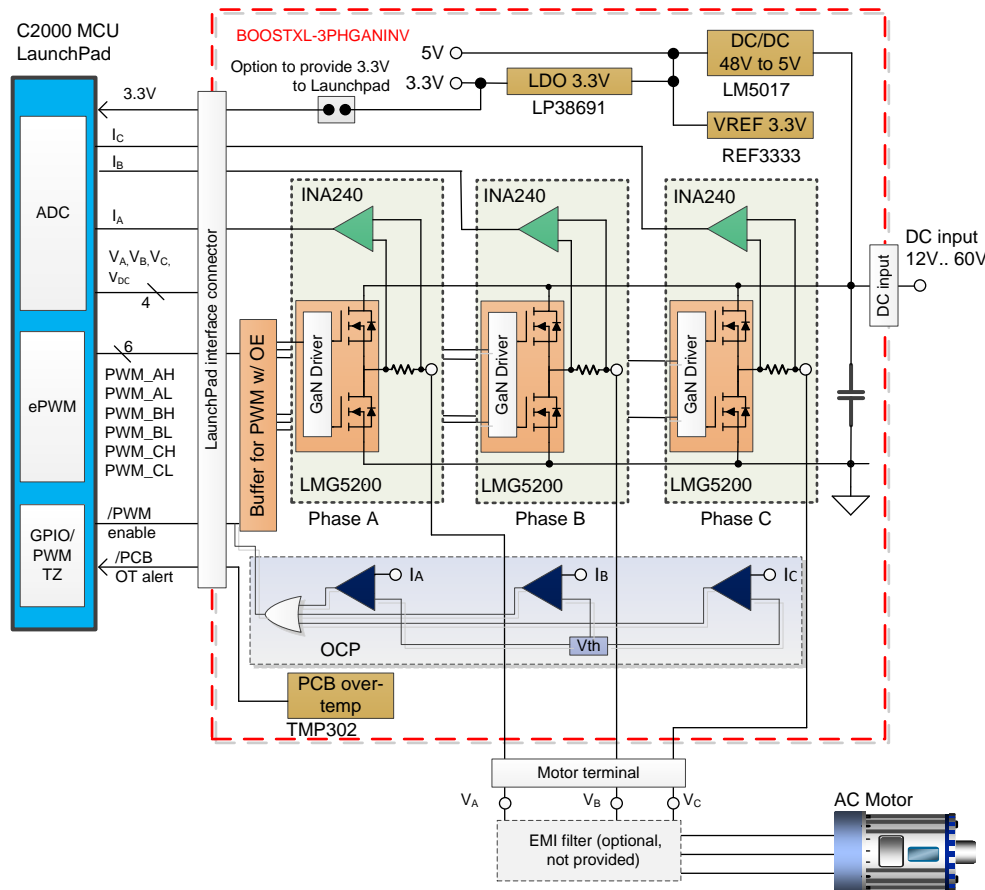 C2000 MCU
LaunchPad
BOOSTXL-3PHGANINV
5V
DC/DC
48V to 5V
LM5017
Option to provide 3.3V
to Launchpad
3.3V
LDO 3.3V
LP38691
VREF 3.3V
REF3333
3.3V
IC
IB
IA
ADC
VA,VB,VC,
VDC
4
LaunchPad interface connector
INA240
INA240
INA240
DC input
12V.. 60V
DC input
6
ePWM
PWM_AH
PWM_AL
PWM_BH
PWM_BL
PWM_CH
PWM_CL
Buffer for PWM w/ OE
GaN Driver
GaN Driver
GaN Driver
LMG5200
LMG5200
LMG5200
Phase A
Phase B
Phase C
GPIO/
PWM
TZ
/PWM
enable
/PCB
OT alert
IA
IB
IC
Vth
OCP
PCB over-
temp
TMP302
Motor terminal
VA
VB
VC
EMI filter (optional,
not provided)
AC Motor